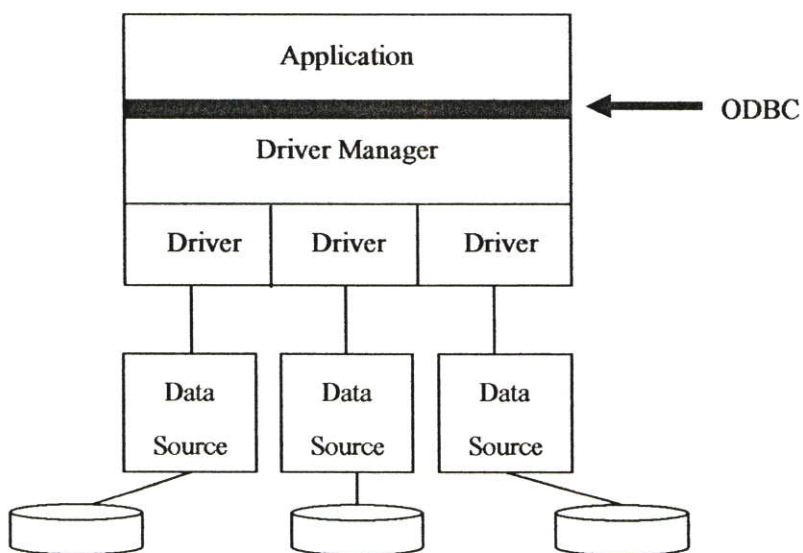 Application
ODBC
Driver Manager
Driver Driver Driver
Data Data Data
Source Source Source